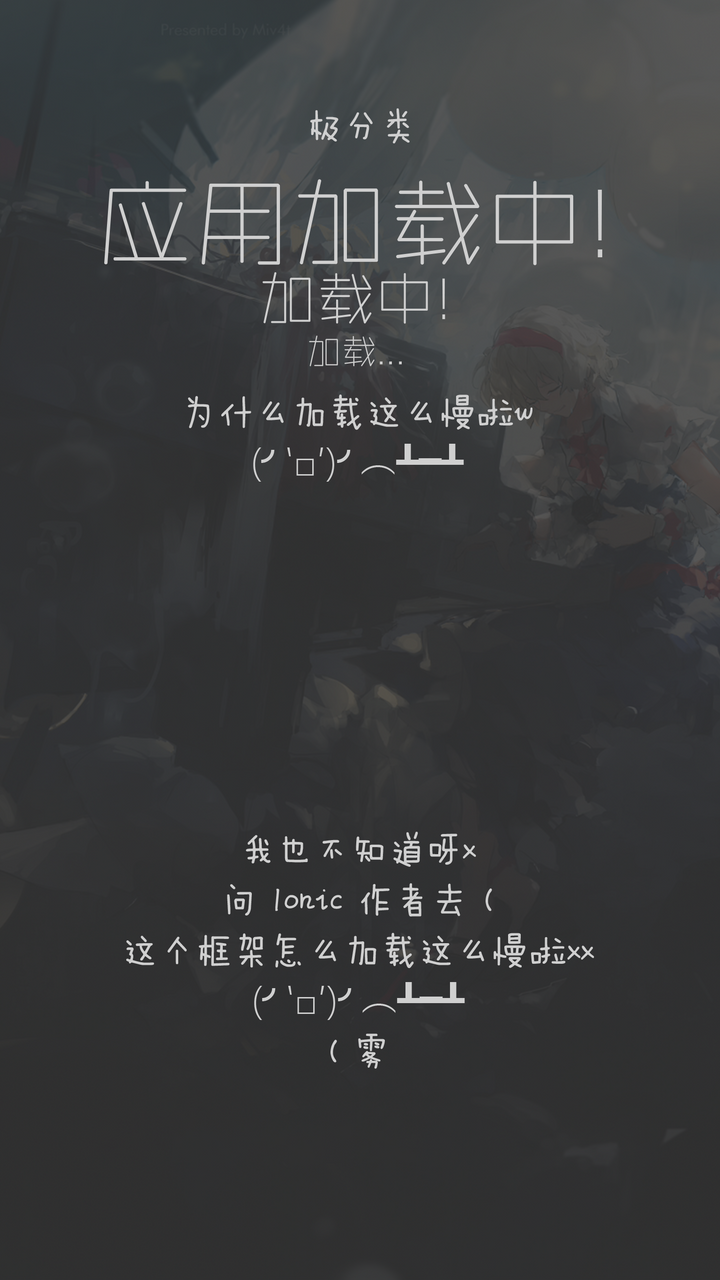 Presented by Miv4t
极分类
应用加载中!
加载中!
加载...
为什么加载这么慢啦w
(╯‵□′)╯︵┻━┻
我也不知道呀x
问 Ionic 作者去 (
这个框架怎么加载这么慢啦xx
(╯‵□′)╯︵┻━┻
( 雾